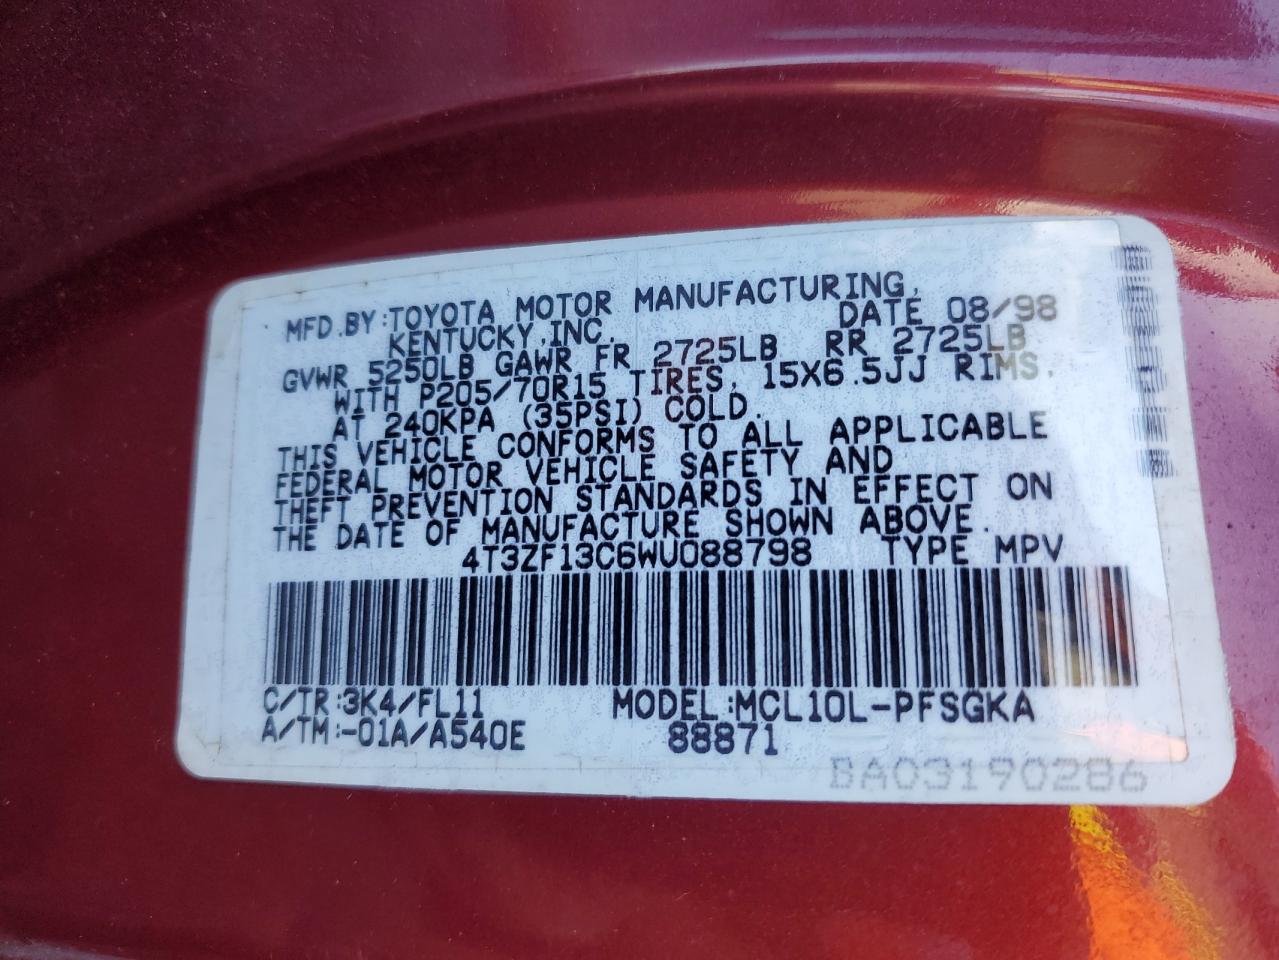 MFD.BY:TOYOTA MOTOR MANUFACTURING,
KENTUCKY,INC. DATE 08/98
GVWR 5250LB GAWR FR 2725LB RR 2725LB
WITH P205/70R15 TIRES, 15X6.5JJ RIMS,
AT 240KPA (35PSI) COLD.
THIS VEHICLE CONFORMS TO ALL APPLICABLE
FEDERAL MOTOR VEHICLE SAFETY AND
THEFT PREVENTION STANDARDS IN EFFECT ON
THE DATE OF MANUFACTURE SHOWN ABOVE.
4T3ZF13C6WU088798 TYPE MPV
C/TR:3K4/FL11 MODEL:MCL10L-PFSGKA
A/TM:-01A/A540E 88871
BA03190286